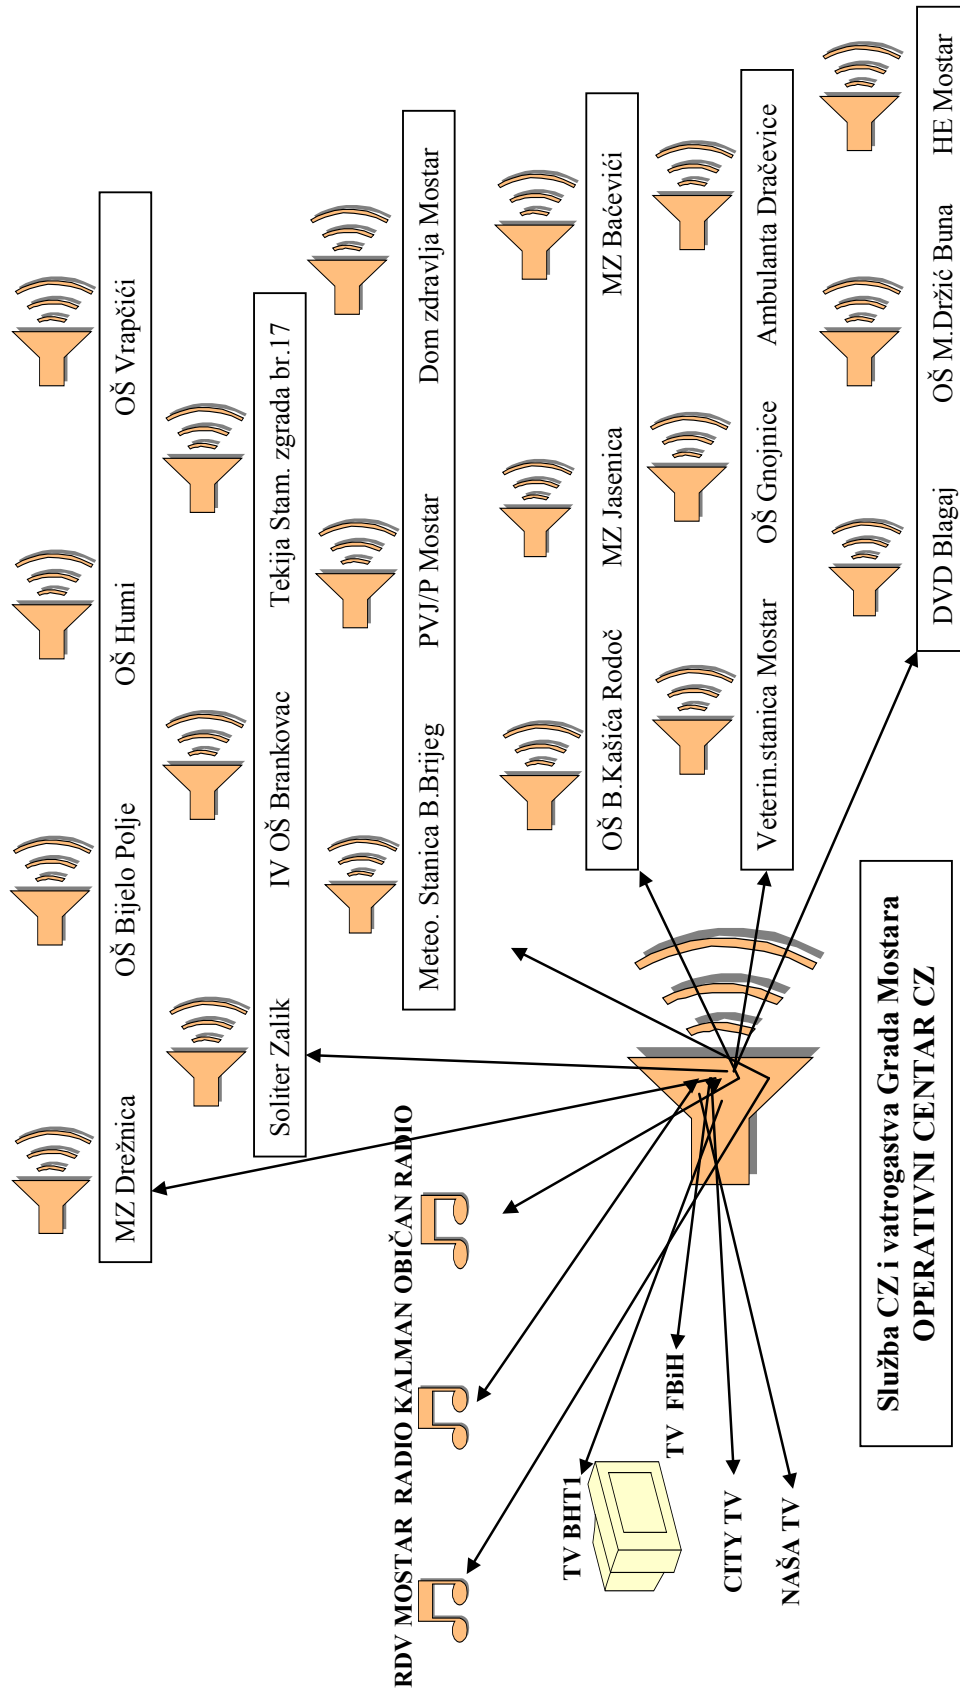 MZ Drežnica OŠ Bijelo Polje OŠ Humi OŠ Vrapčići
Soliter Zalik IV OŠ Brankovac Tekija Stam. zgrada br.17
RDV MOSTAR RADIO KALMAN OBIČAN RADIO
Meteo. Stanica B.Brijeg PVJ/P Mostar Dom zdravlja Mostar
TV BHT1
OŠ B.Kašića Rodoč MZ Jasenica MZ Baćevići
TV FBiH
CITY TV
NAŠA TV
Veterin.stanica Mostar OŠ Gnojnice Ambulanta Dračevice
Služba CZ i vatrogastva Grada Mostara
OPERATIVNI CENTAR CZ
DVD Blagaj OŠ M.Držić Buna HE Mostar